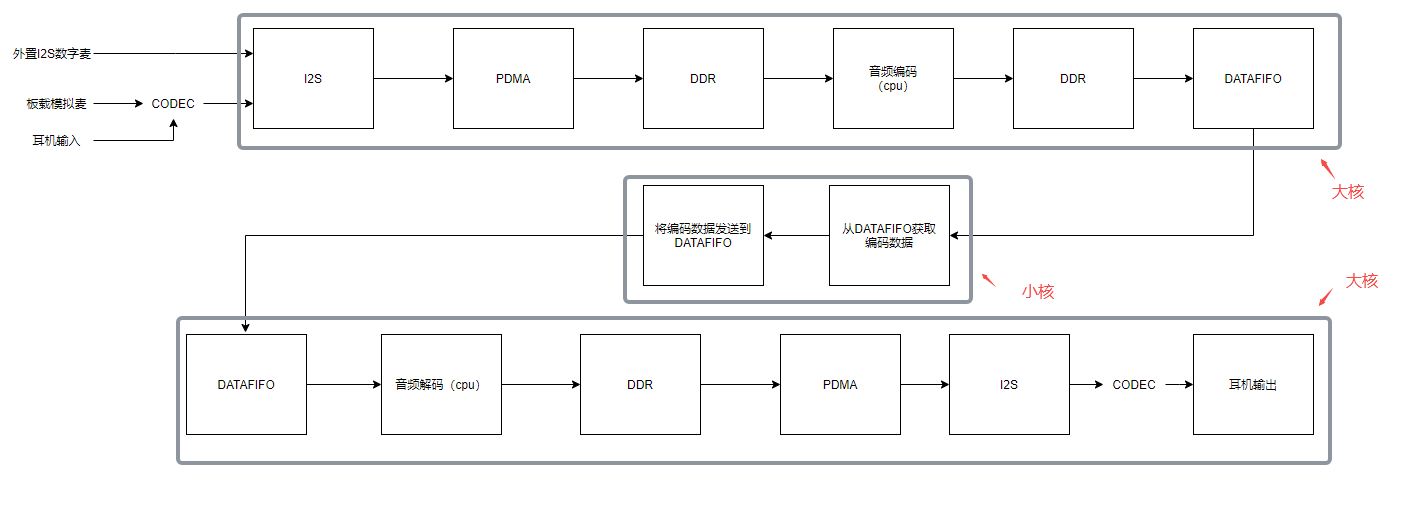 外置I2S数字麦
板载模拟麦
CODEC
耳机输入
I2S
PDMA
DDR
音频编码
（cpu）
DDR
DATAFIFO
大核
将编码数据发送到
DATAFIFO
从DATAFIFO获取
编码数据
小核
大核
DATAFIFO
音频解码（cpu）
DDR
PDMA
I2S
CODEC
耳机输出